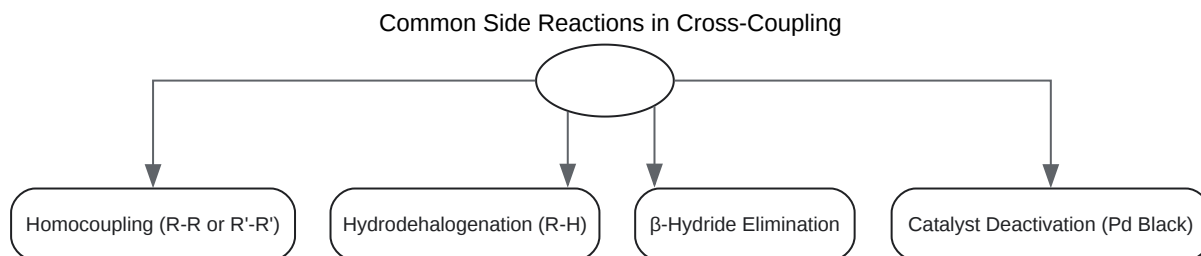 Common Side Reactions in Cross-Coupling
Homocoupling (R-R or R'-R')
Hydrodehalogenation (R-H)
β-Hydride Elimination
Catalyst Deactivation (Pd Black)